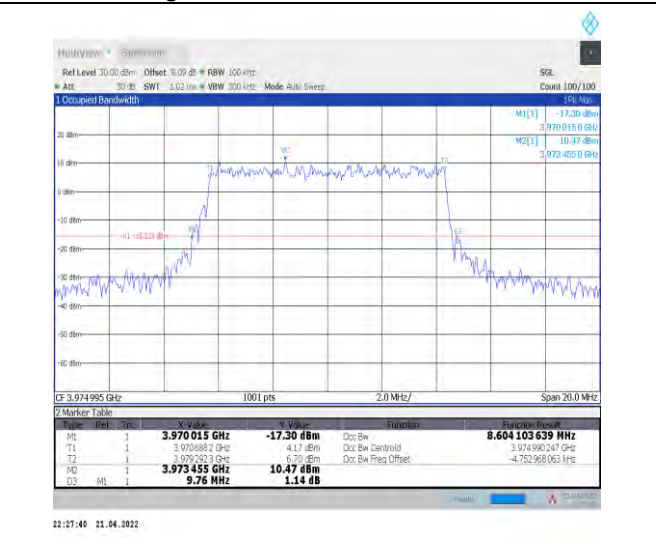 MultiView Spectrum
Ref Level 30.00 dBm Offset 8.09 dB RBW 100 kHz SGL
Att 30 dB SWT 1.02 ms VBW 300 kHz Mode Auto Sweep Count 100/100
1 Occupied Bandwidth 1Pk Max
M1[1] -17.30 dBm
3.970 015 0 GHz
M2[1] 10.47 dBm
3.973 455 0 GHz
20 dBm
M2
10 dBm
T1 T2
0 dBm
-10 dBm
M1
D3
-20 dBm
-30 dBm
-40 dBm
-50 dBm
-60 dBm
CF 3.974 995 GHz 1001 pts 2.0 MHz/ Span 20.0 MHz
2 Marker Table
Type Ref Trc X-Value Y-Value Function Function Result
M1 1 3.970 015 GHz -17.30 dBm Occ Bw 8.604 103 639 MHz
T1 1 3.970 688 2 GHz 4.17 dBm Occ Bw Centroid 3.974 990 247 GHz
T2 1 3.979 292 3 GHz 6.70 dBm Occ Bw Freq Offset -4.752 968 063 kHz
M2 1 3.973 455 GHz 10.47 dBm
D3 M1 1 9.76 MHz 1.14 dB
22:27:40 21.04.2022